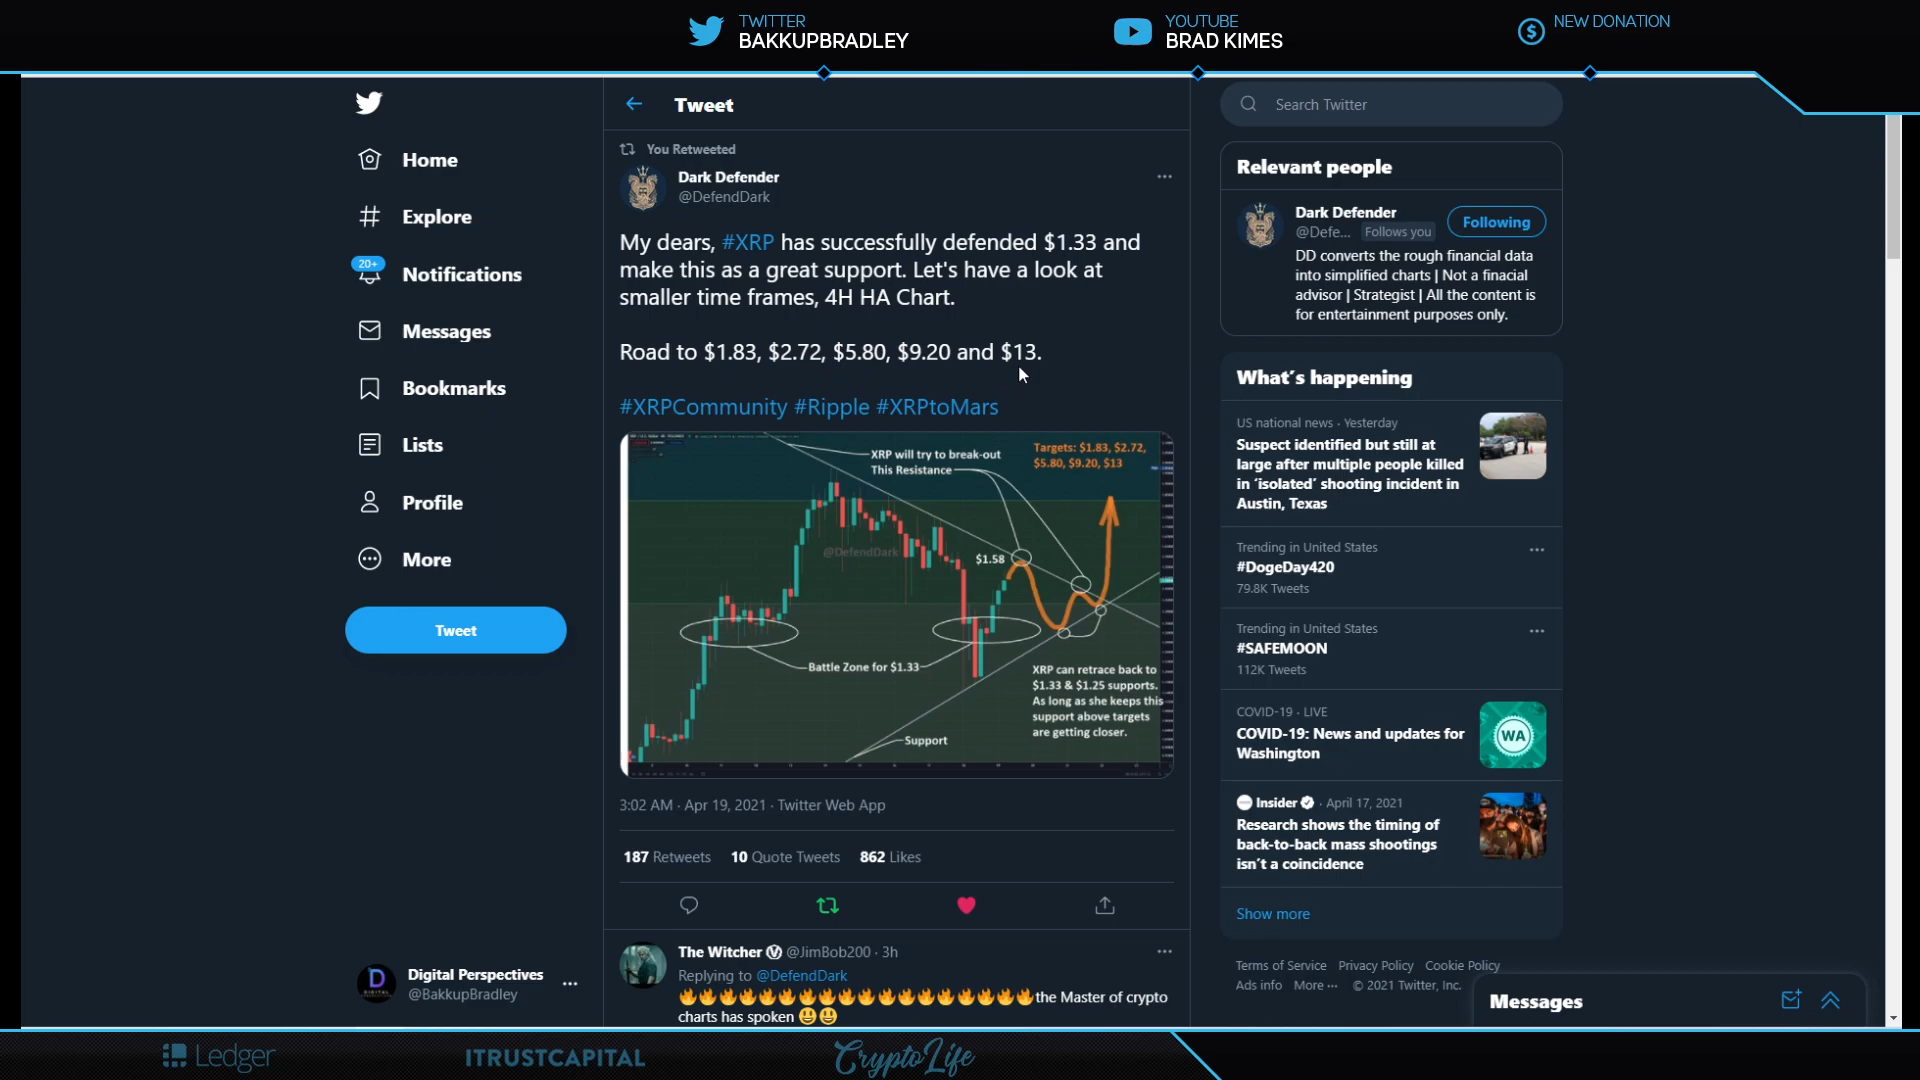 TWITTER
BAKKUPBRADLEY
YOUTUBE
BRAD KIMES
NEW DONATION
Home
Explore
20+
Notifications
Messages
Bookmarks
Lists
Profile
More
Tweet
Digital Perspectives
@BakkupBradley
Tweet
You Retweeted
Dark Defender
@DefendDark
My dears, #XRP has successfully defended $1.33 and
make this as a great support. Let's have a look at
smaller time frames, 4H HA Chart.
Road to $1.83, $2.72, $5.80, $9.20 and $13.
#XRPCommunity #Ripple #XRPtoMars
XRP will try to break-out
This Resistance
Targets: $1.83, $2.72,
$5.80, $9.20, $13
@DefendDark
$1.58
Battle Zone for $1.33
XRP can retrace back to
$1.33 & $1.25 supports.
As long as she keeps this
support above targets
are getting closer.
Support
3:02 AM · Apr 19, 2021 · Twitter Web App
187 Retweets 10 Quote Tweets 862 Likes
The Witcher Ⓥ @JimBob200 · 3h
Replying to @DefendDark
🔥🔥🔥🔥🔥🔥🔥🔥🔥🔥🔥🔥🔥🔥🔥🔥🔥🔥the Master of crypto
charts has spoken 😃😃
Search Twitter
Relevant people
Dark Defender
@Defe... Follows you
Following
DD converts the rough financial data
into simplified charts | Not a finacial
advisor | Strategist | All the content is
for entertainment purposes only.
What's happening
US national news · Yesterday
Suspect identified but still at
large after multiple people killed
in 'isolated' shooting incident in
Austin, Texas
Trending in United States
#DogeDay420
79.8K Tweets
Trending in United States
#SAFEMOON
112K Tweets
COVID-19 · LIVE
COVID-19: News and updates for
Washington
WA
Insider · April 17, 2021
Research shows the timing of
back-to-back mass shootings
isn't a coincidence
Show more
Terms of Service Privacy Policy Cookie Policy
Ads info More ··· © 2021 Twitter, Inc.
Messages
Ledger
ITRUSTCAPITAL
CryptoLife